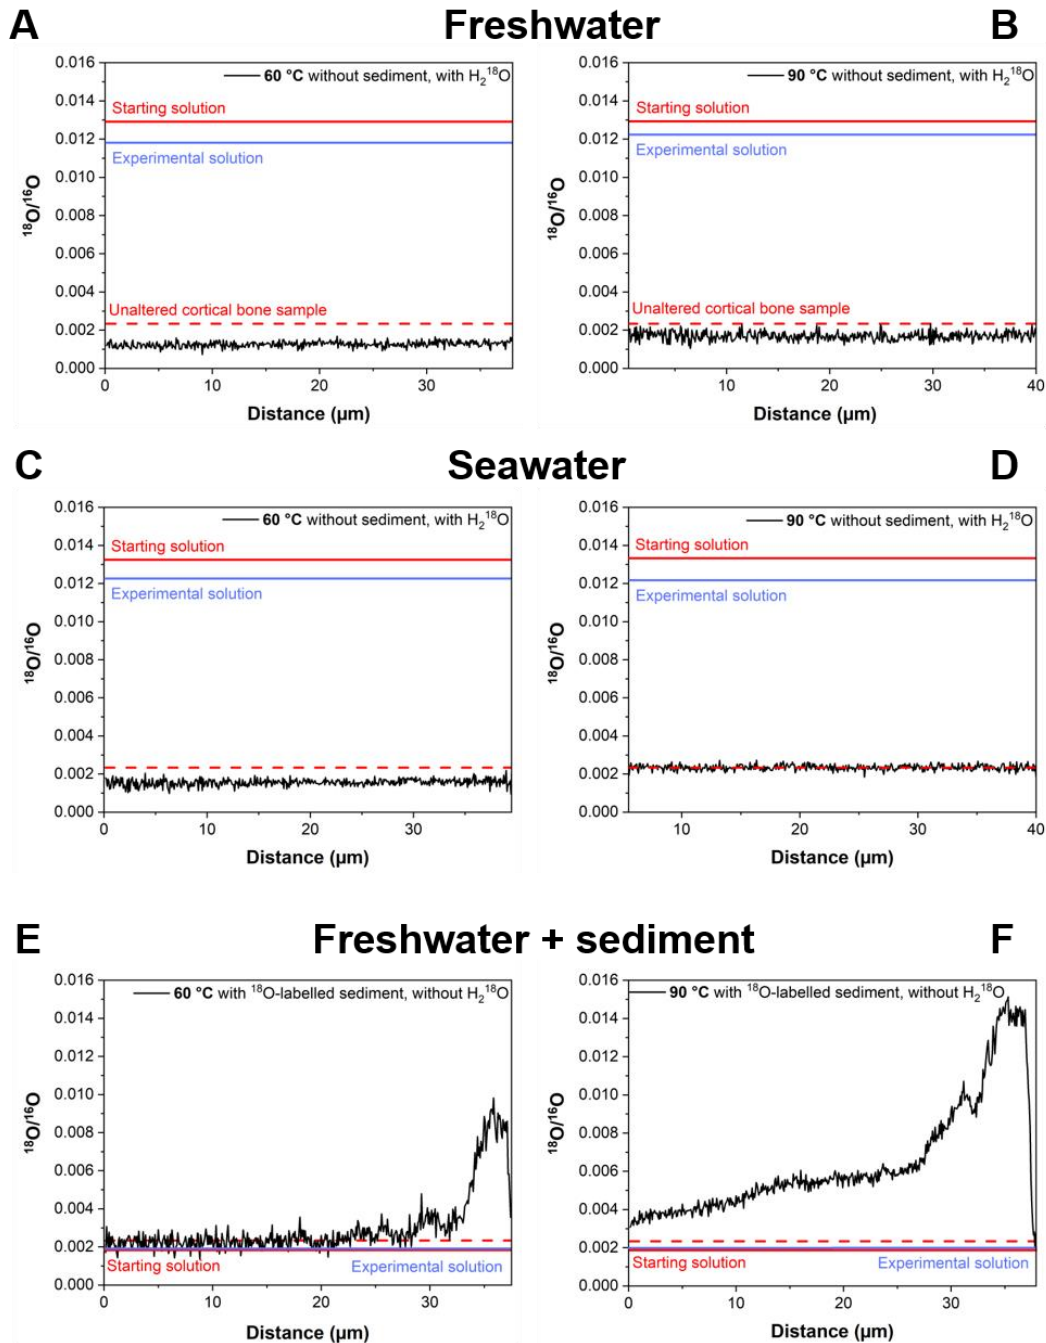 A Freshwater B
60 °C without sediment, with H₂¹⁸O
Starting solution
Experimental solution
Unaltered cortical bone sample
¹⁸O/¹⁶O
0.016
0.014
0.012
0.010
0.008
0.006
0.004
0.002
0.000
0 10 20 30
Distance (µm)
90 °C without sediment, with H₂¹⁸O
Starting solution
Experimental solution
Unaltered cortical bone sample
¹⁸O/¹⁶O
0.016
0.014
0.012
0.010
0.008
0.006
0.004
0.002
0.000
10 20 30 40
Distance (µm)
C Seawater D
60 °C without sediment, with H₂¹⁸O
Starting solution
Experimental solution
¹⁸O/¹⁶O
0.016
0.014
0.012
0.010
0.008
0.006
0.004
0.002
0.000
0 10 20 30
Distance (µm)
90 °C without sediment, with H₂¹⁸O
Starting solution
Experimental solution
¹⁸O/¹⁶O
0.016
0.014
0.012
0.010
0.008
0.006
0.004
0.002
0.000
10 20 30 40
Distance (µm)
E Freshwater + sediment F
60 °C with ¹⁸O-labelled sediment, without H₂¹⁸O
¹⁸O/¹⁶O
0.016
0.014
0.012
0.010
0.008
0.006
0.004
0.002
0.000
Starting solution Experimental solution
0 10 20 30
Distance (µm)
90 °C with ¹⁸O-labelled sediment, without H₂¹⁸O
¹⁸O/¹⁶O
0.016
0.014
0.012
0.010
0.008
0.006
0.004
0.002
0.000
Starting solution Experimental solution
0 10 20 30
Distance (µm)